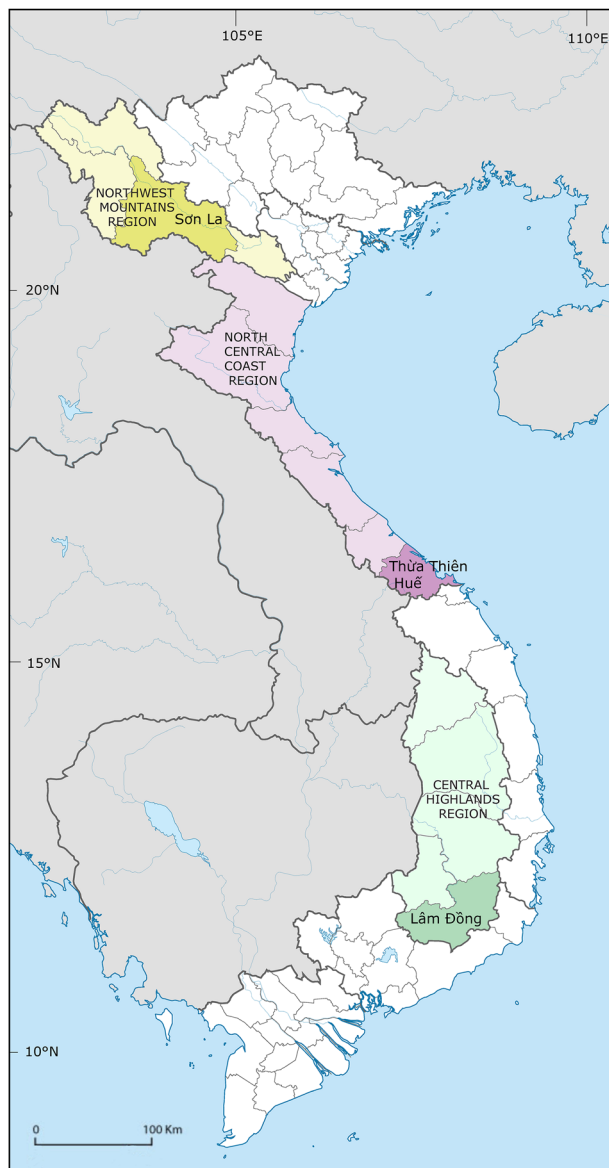 105°E
110°E
NORTHWEST
MOUNTAINS
REGION
Sơn La
20°N
NORTH
CENTRAL
COAST
REGION
Thừa Thiên
Huế
15°N
CENTRAL
HIGHLANDS
REGION
Lâm Đồng
10°N
0
100 Km